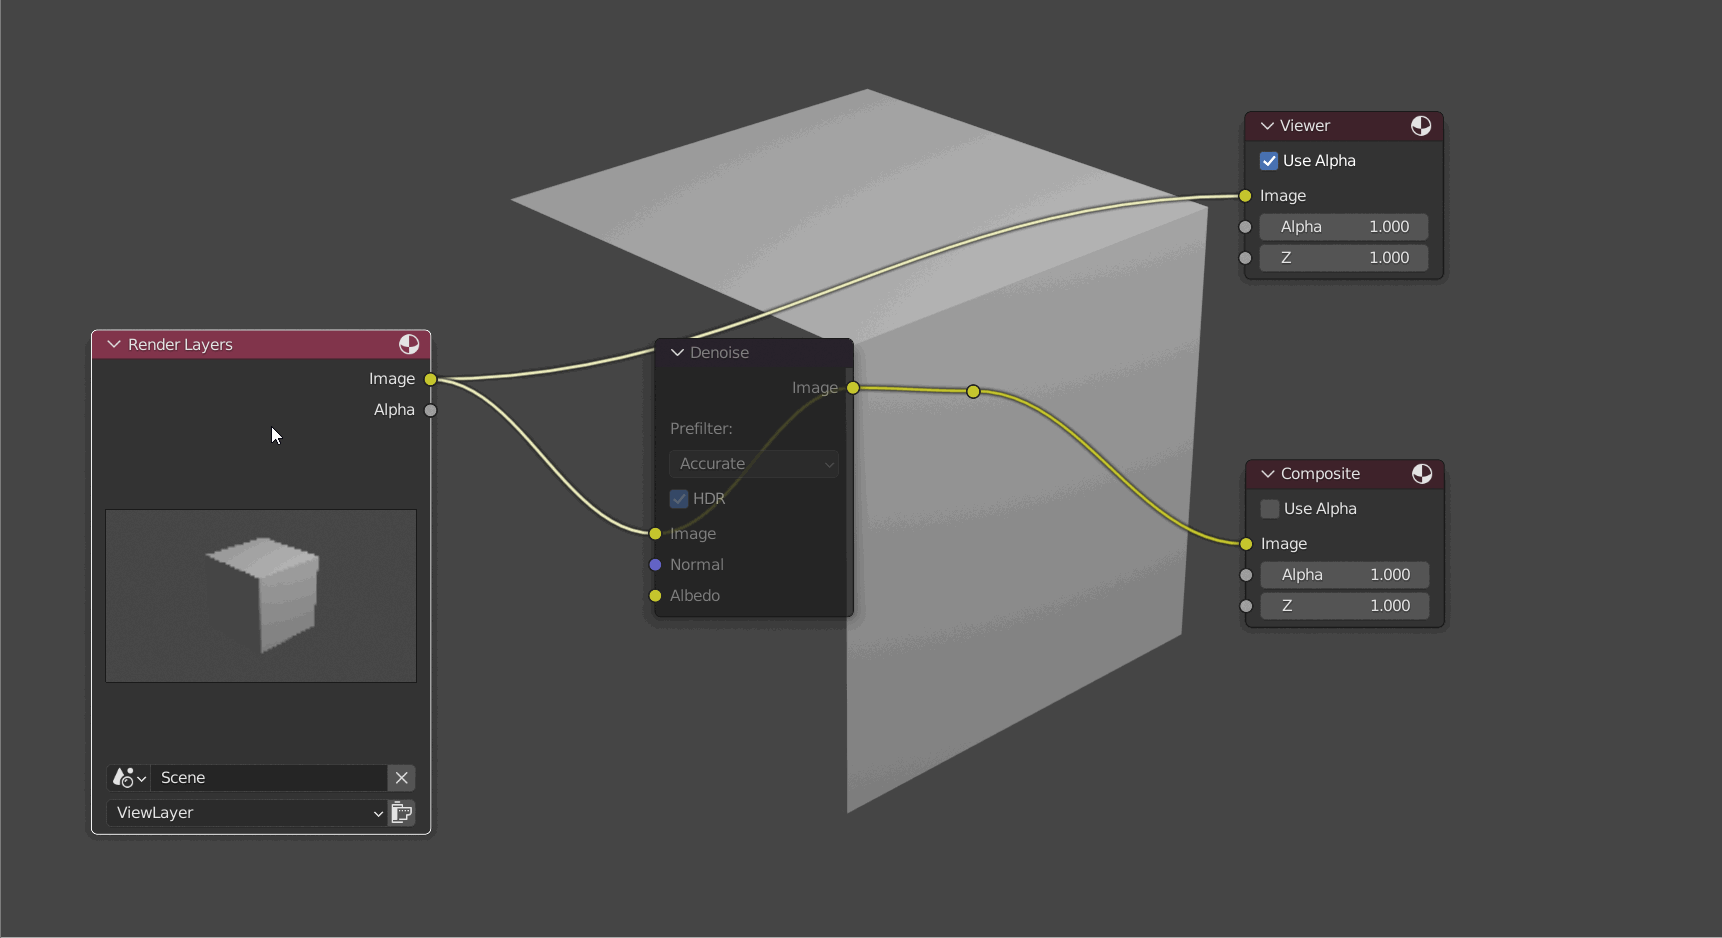 Render Layers
Image
Alpha
Scene
ViewLayer
Denoise
Image
Prefilter:
Accurate
HDR
Image
Normal
Albedo
Viewer
Use Alpha
Image
Alpha 1.000
Z 1.000
Composite
Use Alpha
Image
Alpha 1.000
Z 1.000